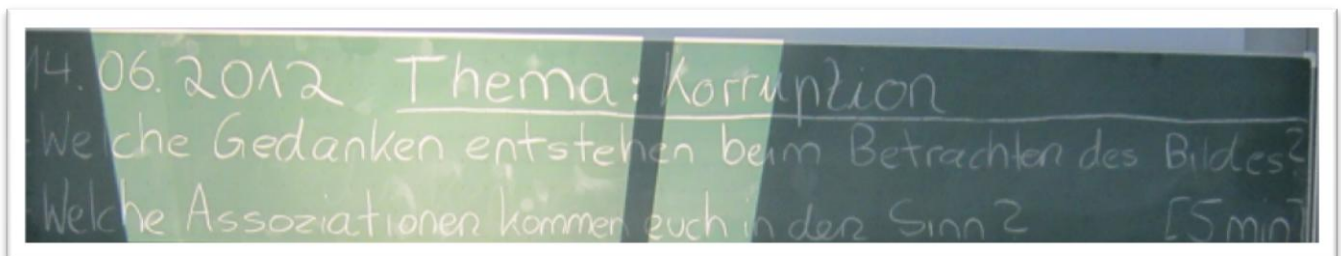 14.06.2012 Thema: Korruption
- Welche Gedanken entstehen beim Betrachten des Bildes?
- Welche Assoziationen kommen euch in den Sinn? [5 min]